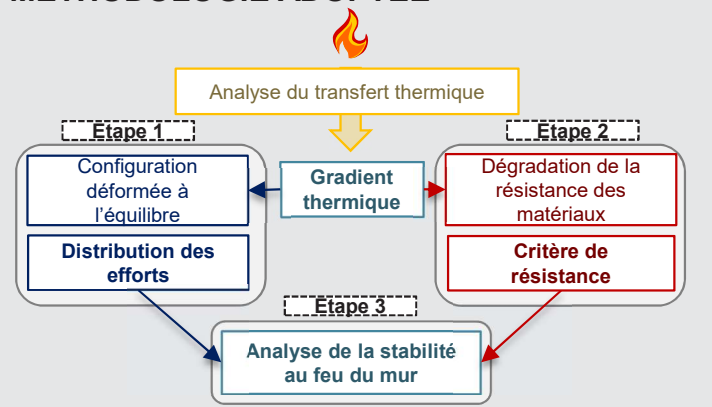 Analyse du transfert thermique
Etape 1
Etape 2
Configuration
déformée à
l'équilibre
Gradient
thermique
Dégradation de la
résistance des
matériaux
Distribution des
efforts
Critère de
résistance
Etape 3
Analyse de la stabilité
au feu du mur